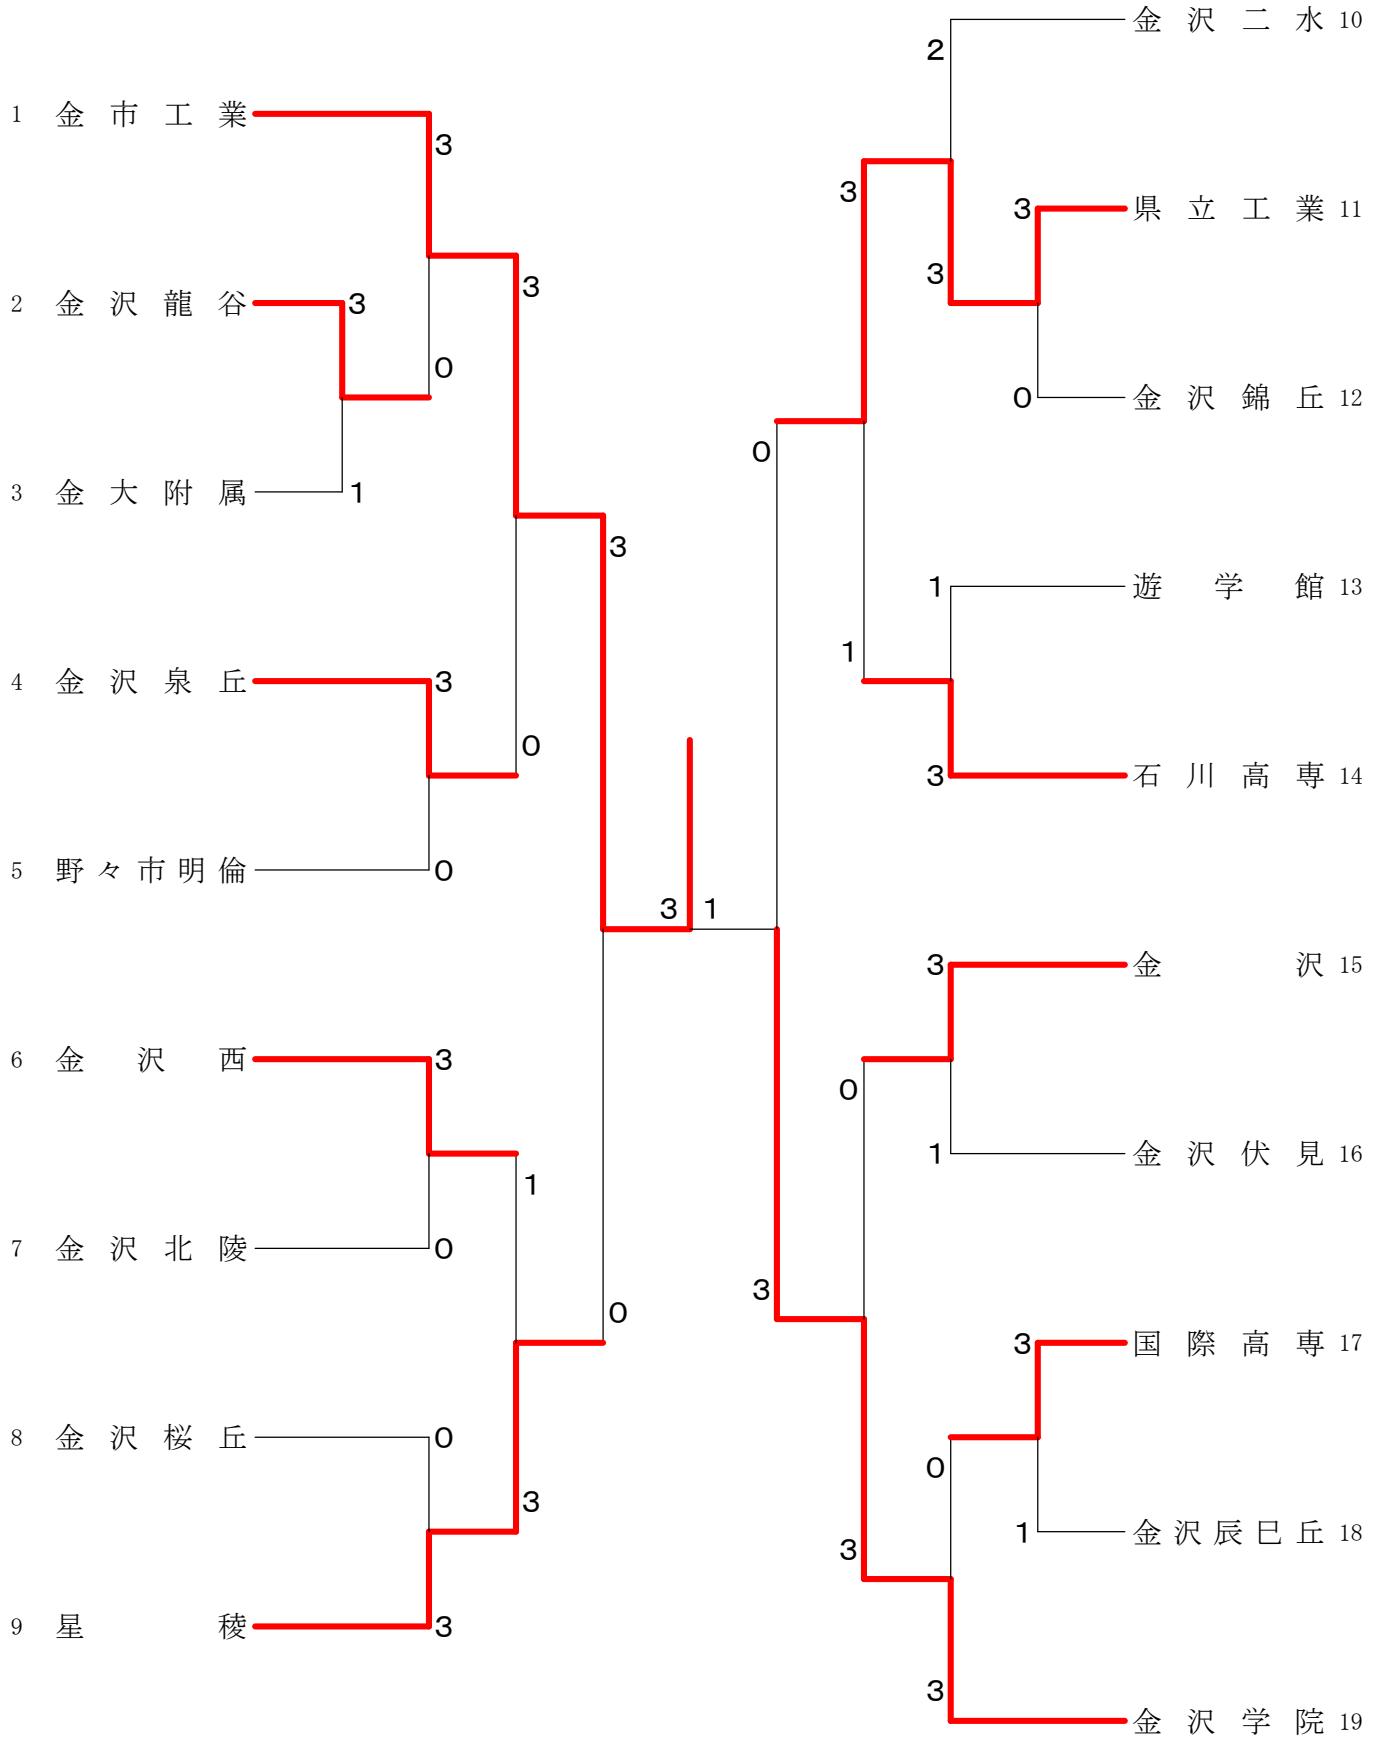 1 金市工業
3
2 金沢龍谷
3
0
3 金大附属
1
3
4 金沢泉丘
3
0
5 野々市明倫
0
3
6 金沢西
3
1
7 金沢北陵
0
0
8 金沢桜丘
0
3
9 星稜
3
3 1
金沢二水 10
2
3
県立工業 11
3
3
金沢錦丘 12
0
0
遊学館 13
1
1
石川高専 14
3
金沢 15
3
0
金沢伏見 16
1
3
国際高専 17
3
0
金沢辰巳丘 18
1
3
金沢学院 19
3